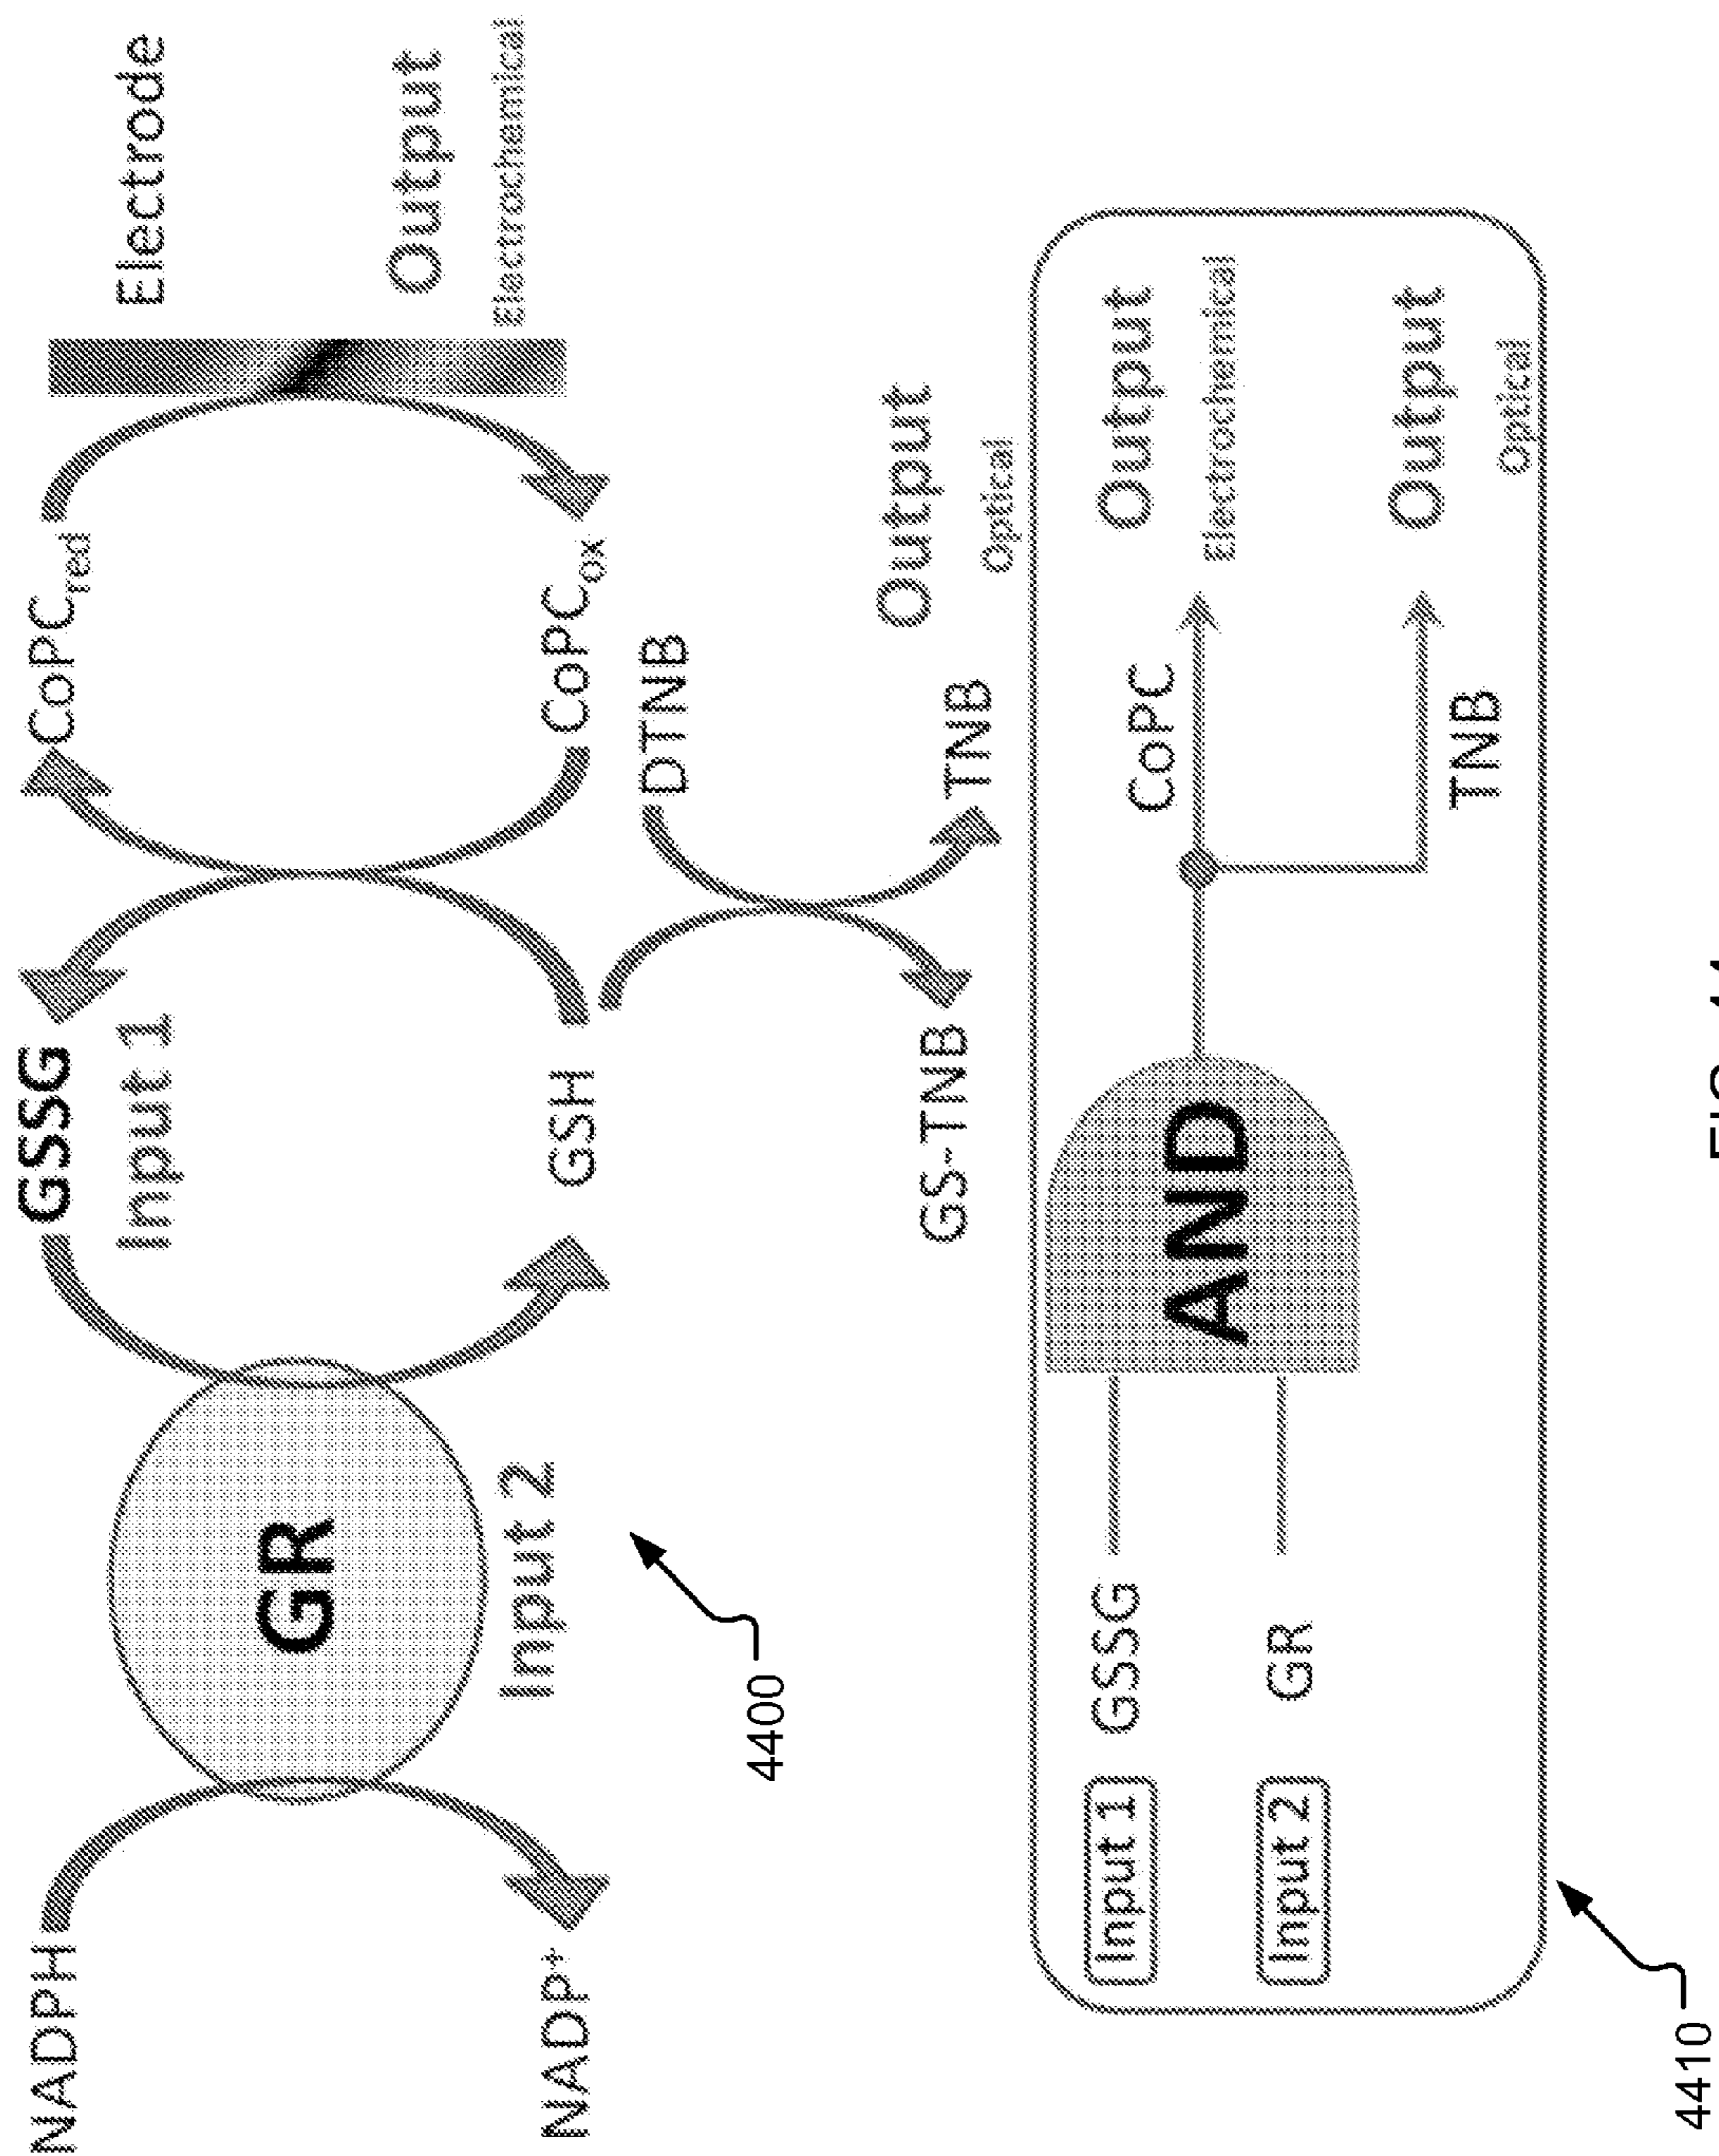 NADPH
GSSG
CoPCred
Electrode
Input 1
GR
Output
Electrochemical
Input 2
NADP+
GSH
CoPCox
DTNB
4400
GS-TNB
TNB
Output
Optical
Input 1 GSSG
AND
CoPC
Output
Electrochemical
Input 2 GR
TNB
Output
Optical
4410